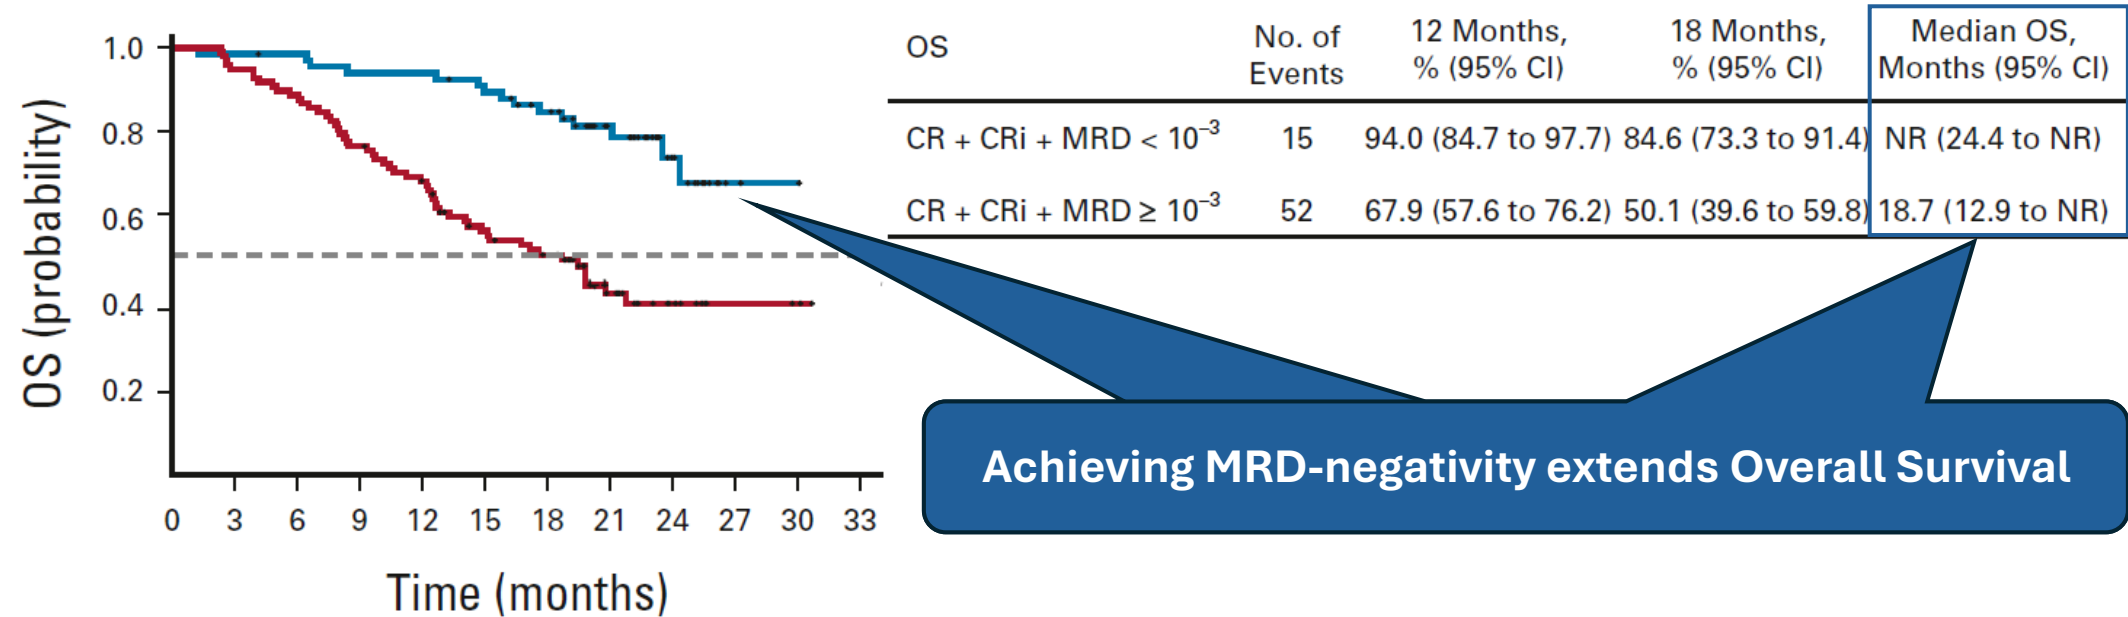 OS (probability)
1.0
0.8
0.6
0.4
0.2
0 3 6 9 12 15 18 21 24 27 30 33
Time (months)
OS
No. of
Events
12 Months,
% (95% CI)
18 Months,
% (95% CI)
Median OS,
Months (95% CI)
CR + CRi + MRD < 10⁻³ 15 94.0 (84.7 to 97.7) 84.6 (73.3 to 91.4) NR (24.4 to NR)
CR + CRi + MRD ≥ 10⁻³ 52 67.9 (57.6 to 76.2) 50.1 (39.6 to 59.8) 18.7 (12.9 to NR)
Achieving MRD-negativity extends Overall Survival